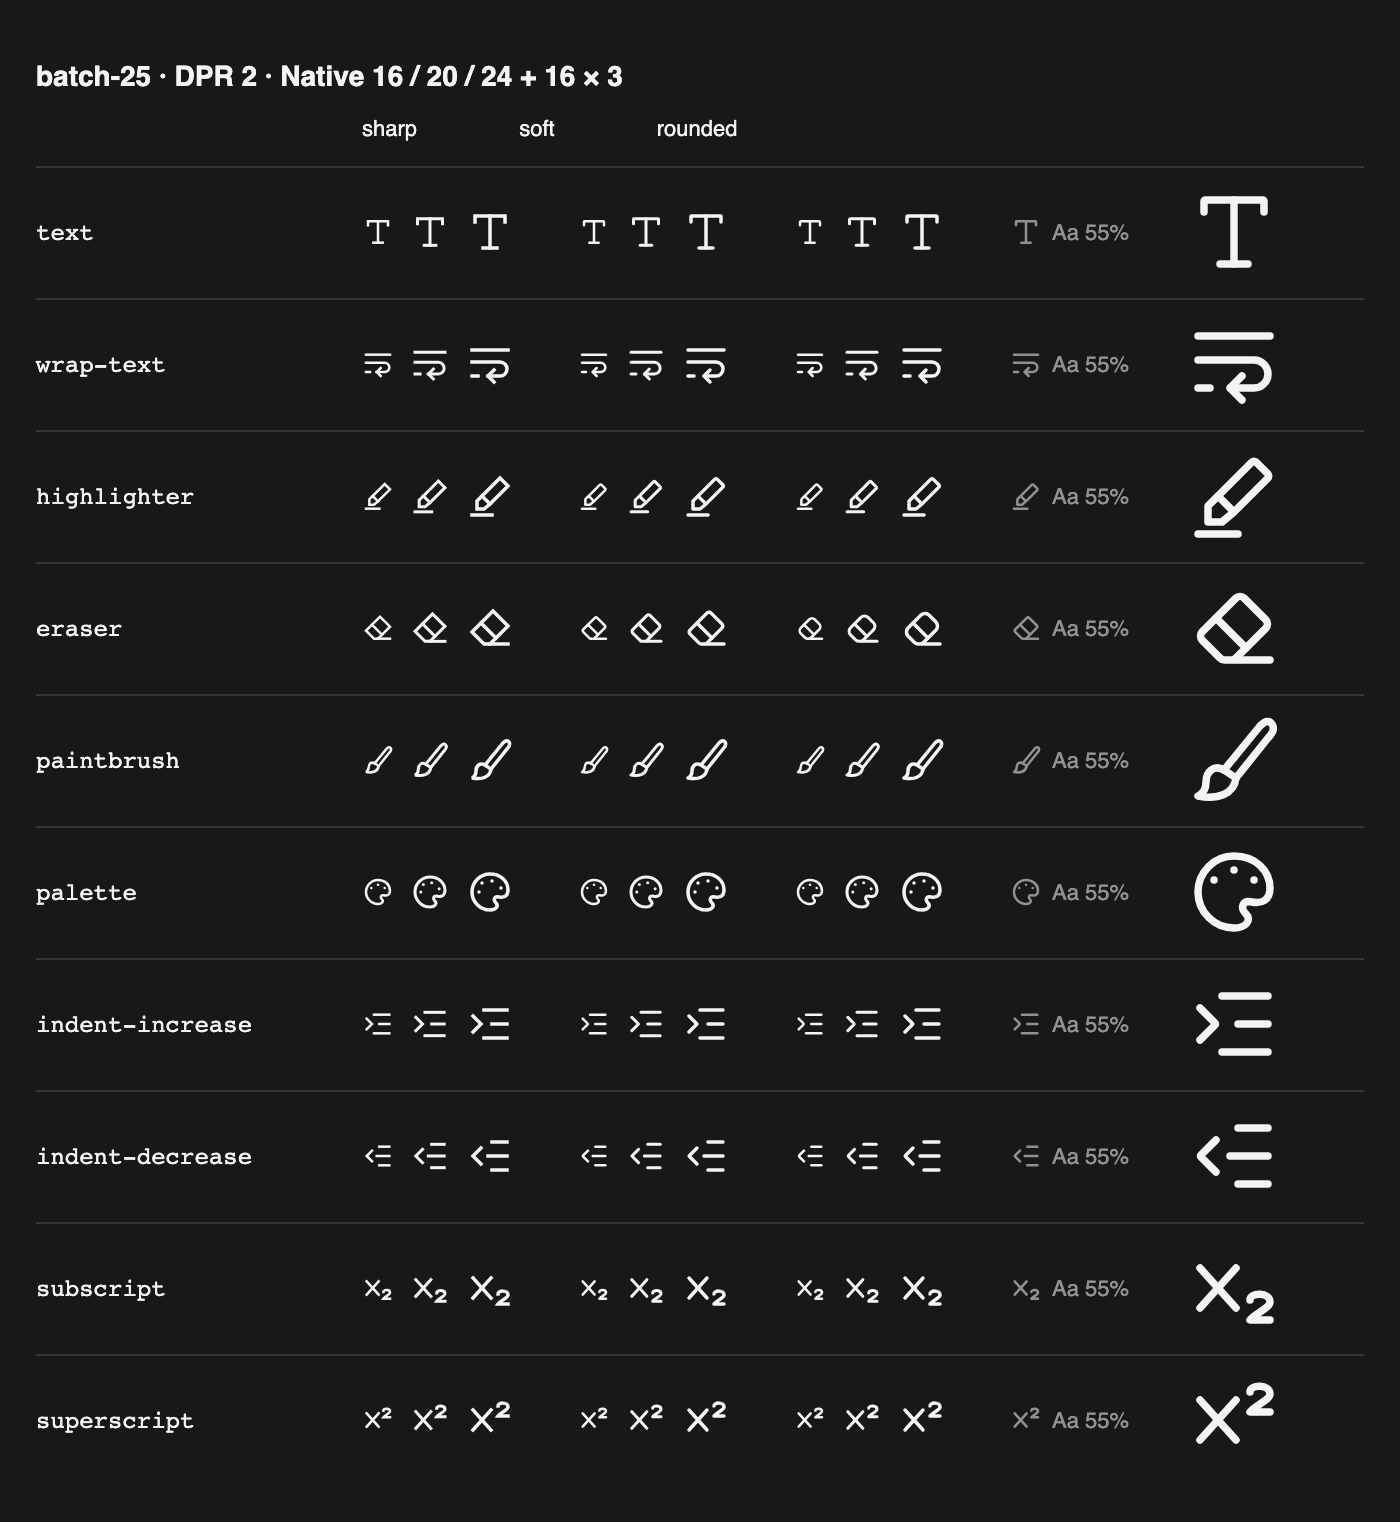 batch-25 · DPR 2 · Native 16 / 20 / 24 + 16 × 3
sharp soft rounded
text Aa 55%
wrap-text Aa 55%
highlighter Aa 55%
eraser Aa 55%
paintbrush Aa 55%
palette Aa 55%
indent-increase Aa 55%
indent-decrease Aa 55%
subscript Aa 55%
superscript Aa 55%